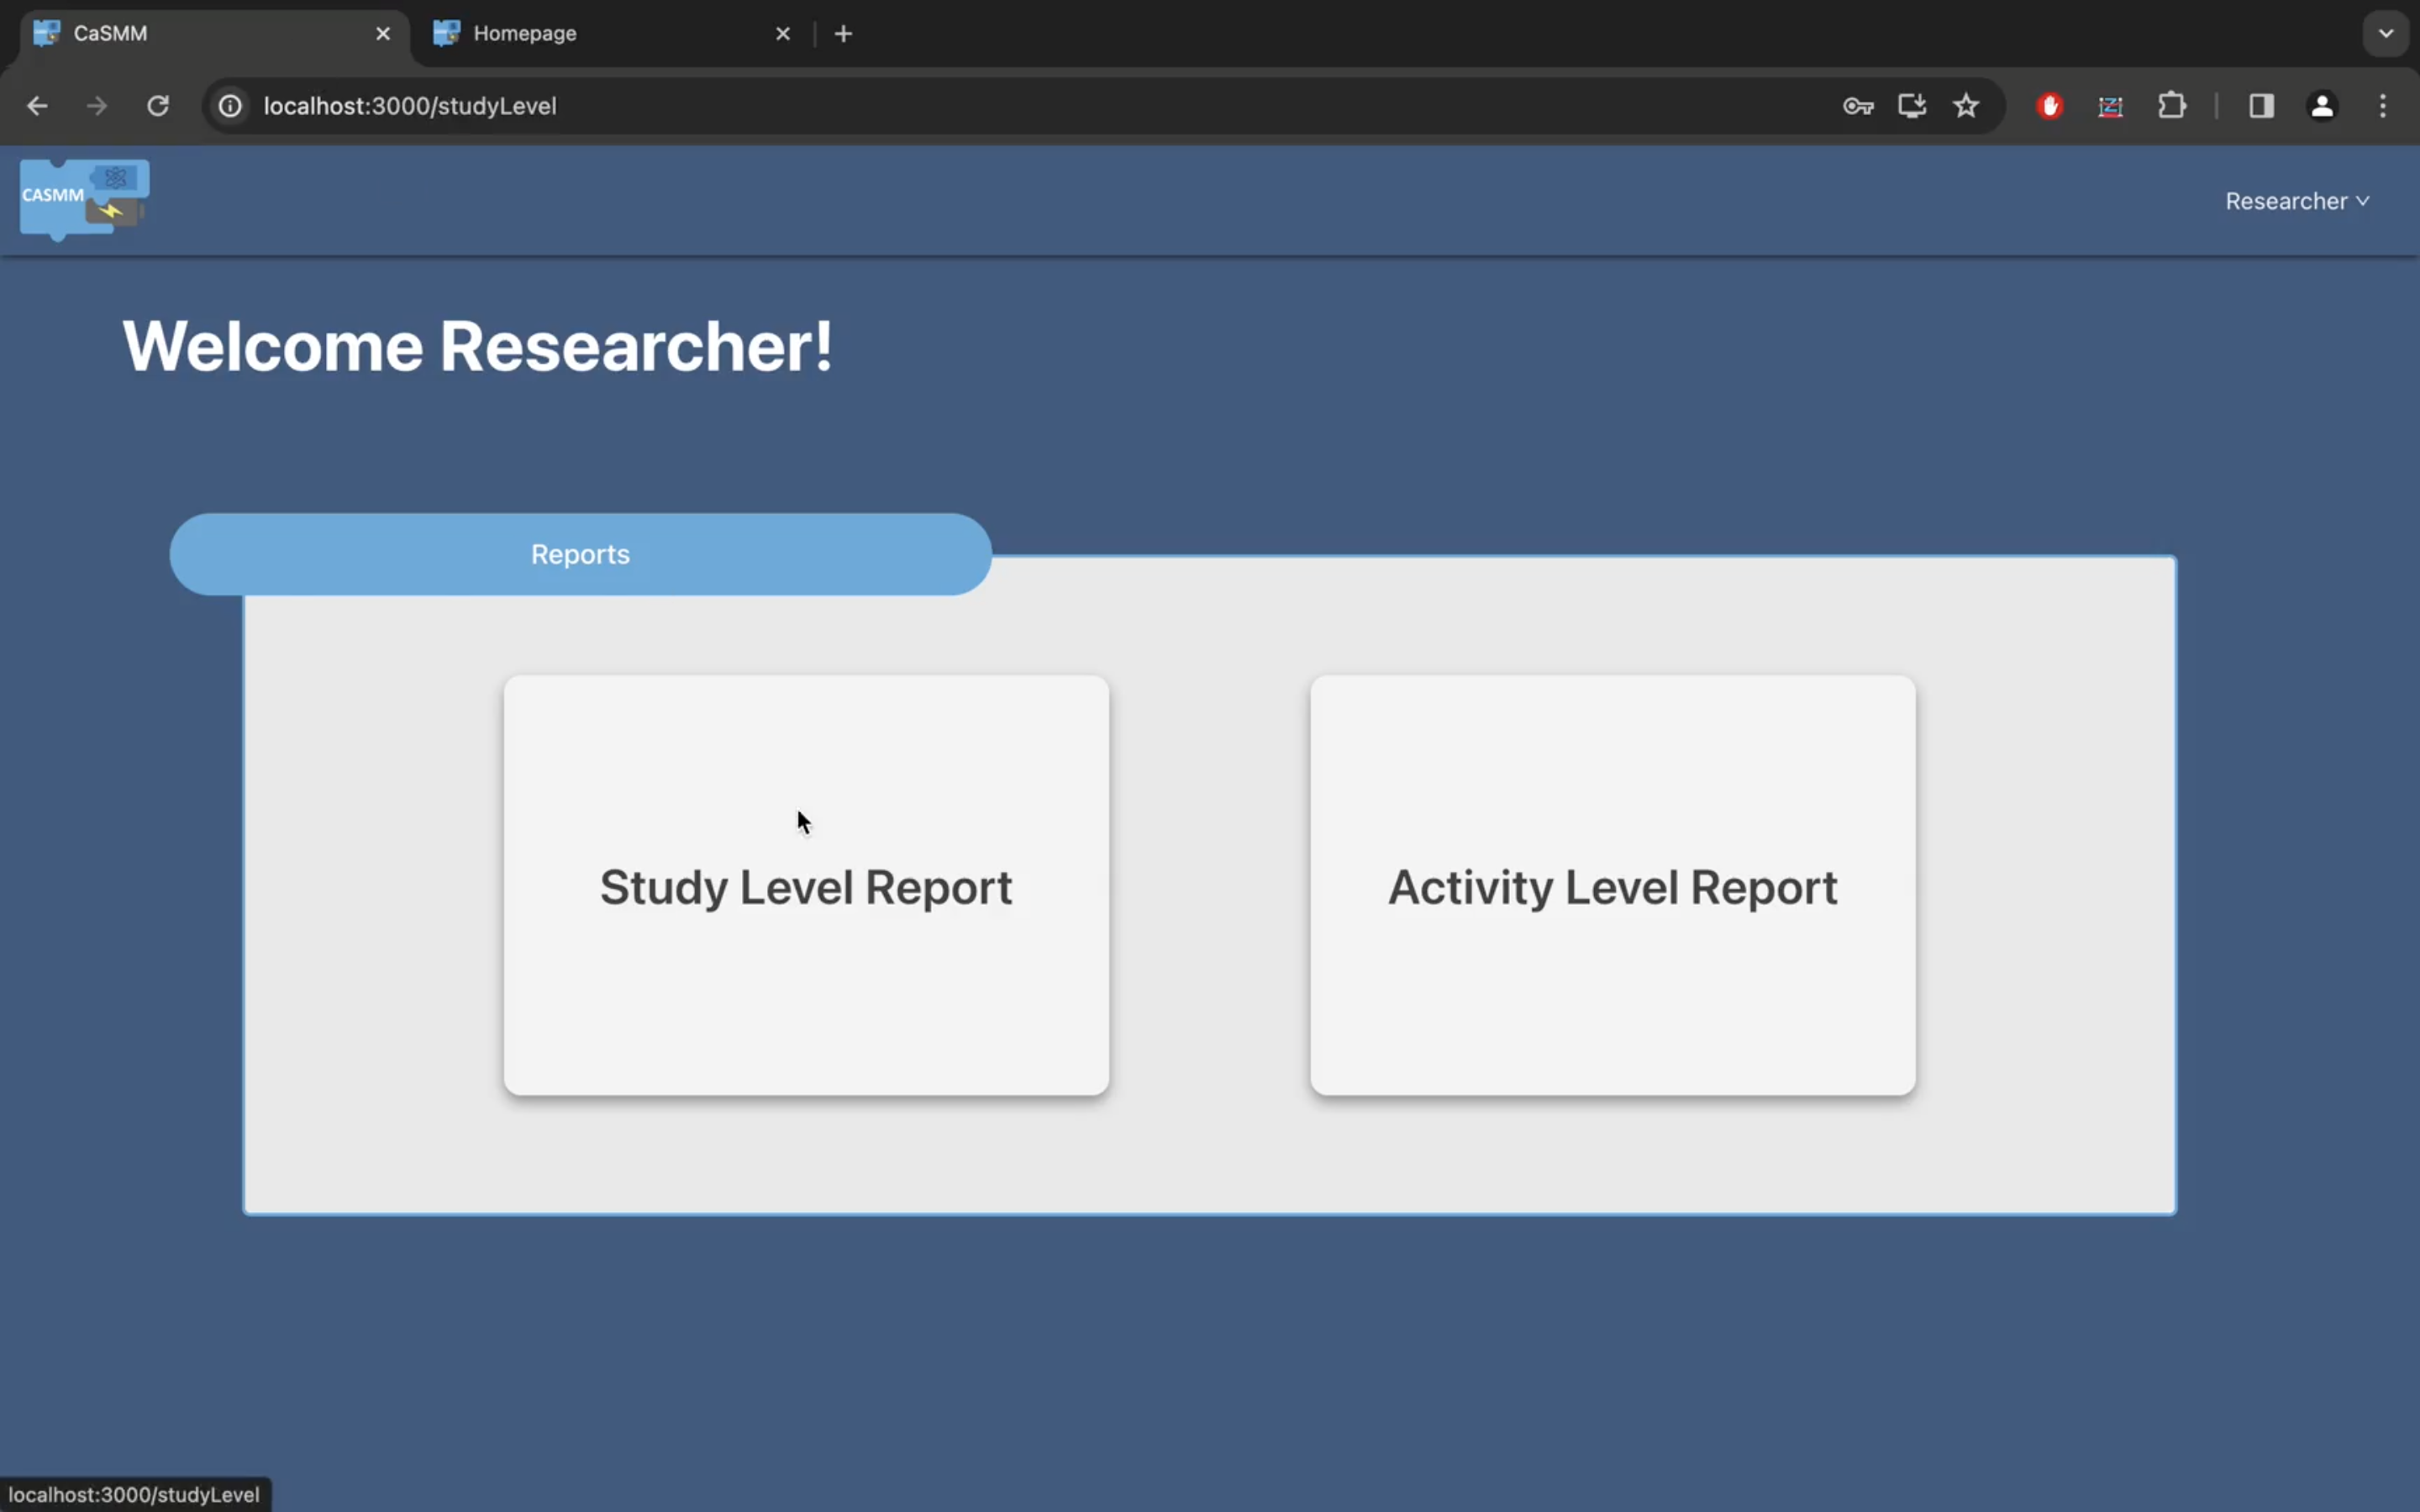 CaSMM
Homepage
localhost:3000/studyLevel
CASMM
Researcher
Welcome Researcher!
Reports
Study Level Report
Activity Level Report
localhost:3000/studyLevel